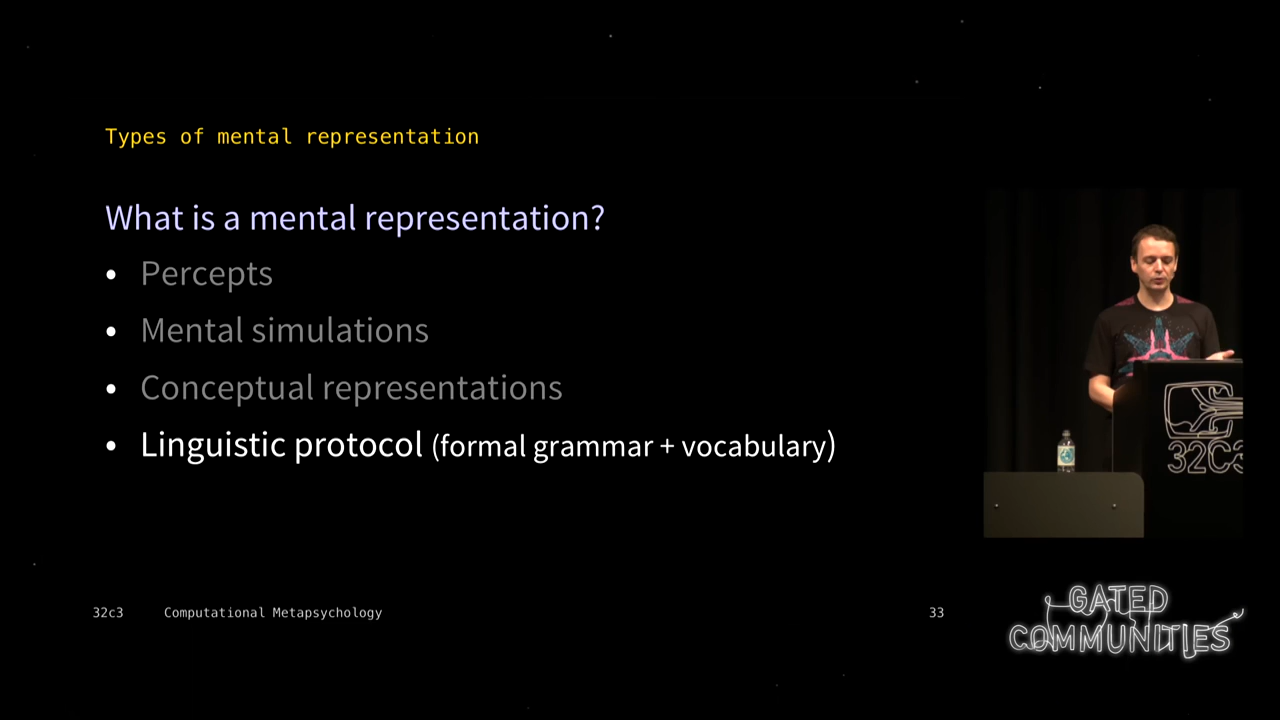 Types of mental representation
What is a mental representation?
• Percepts
• Mental simulations
• Conceptual representations
• Linguistic protocol (formal grammar + vocabulary)
32C3
32c3 Computational Metapsychology 33
GATED
COMMUNITIES